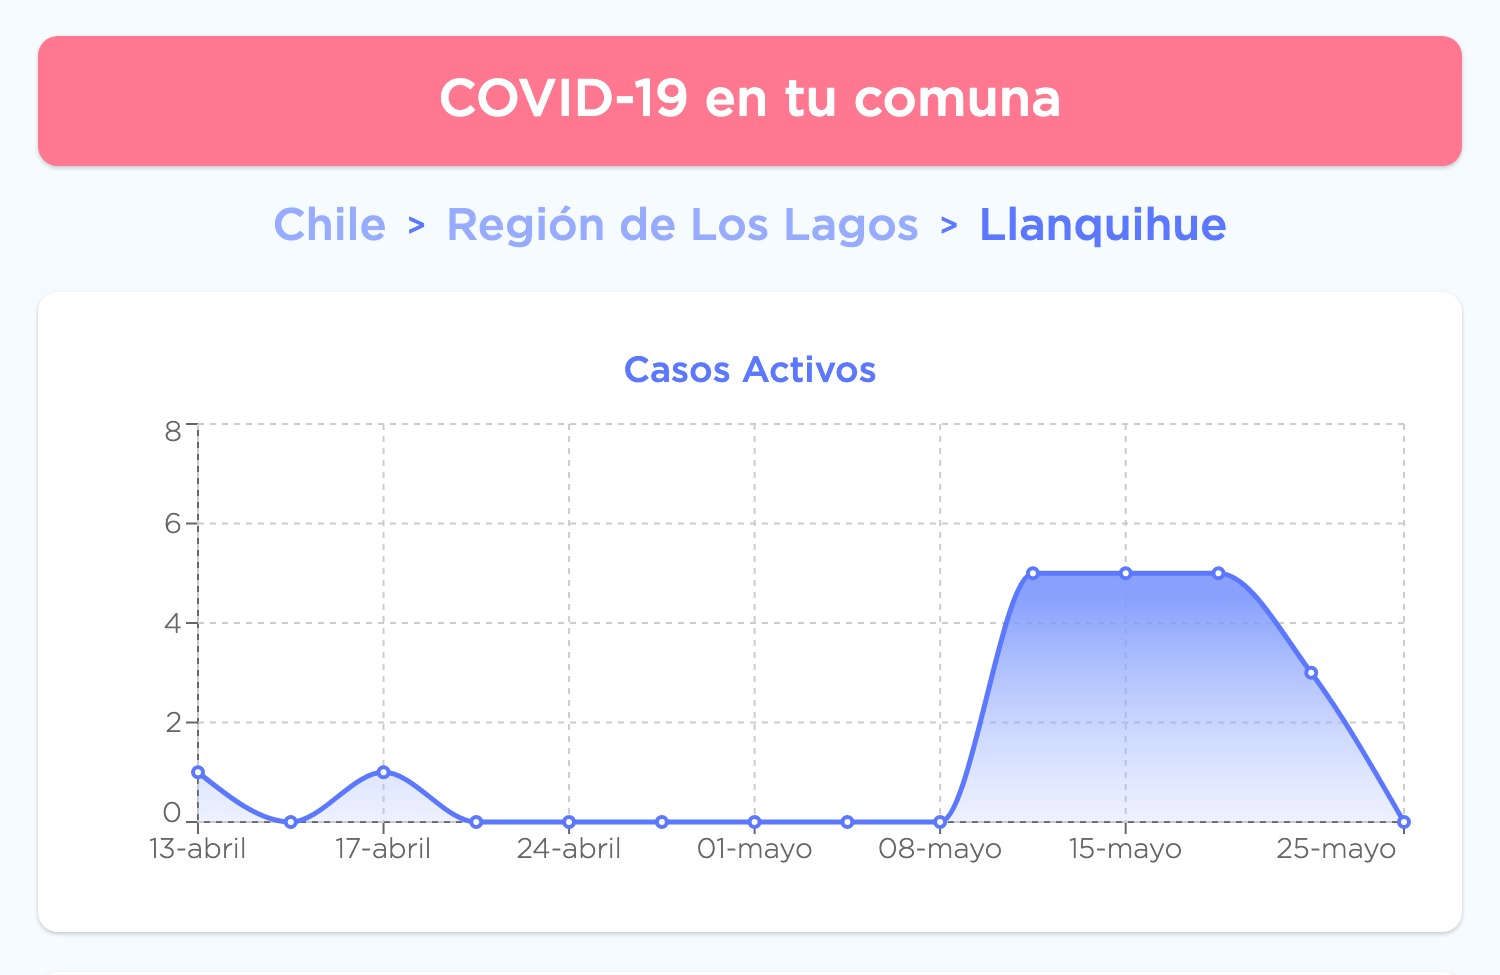 COVID-19 en tu comuna
Chile > Región de Los Lagos > Llanquihue
Casos Activos
8
6
4
2
0
13-abril 17-abril 24-abril 01-mayo 08-mayo 15-mayo 25-mayo